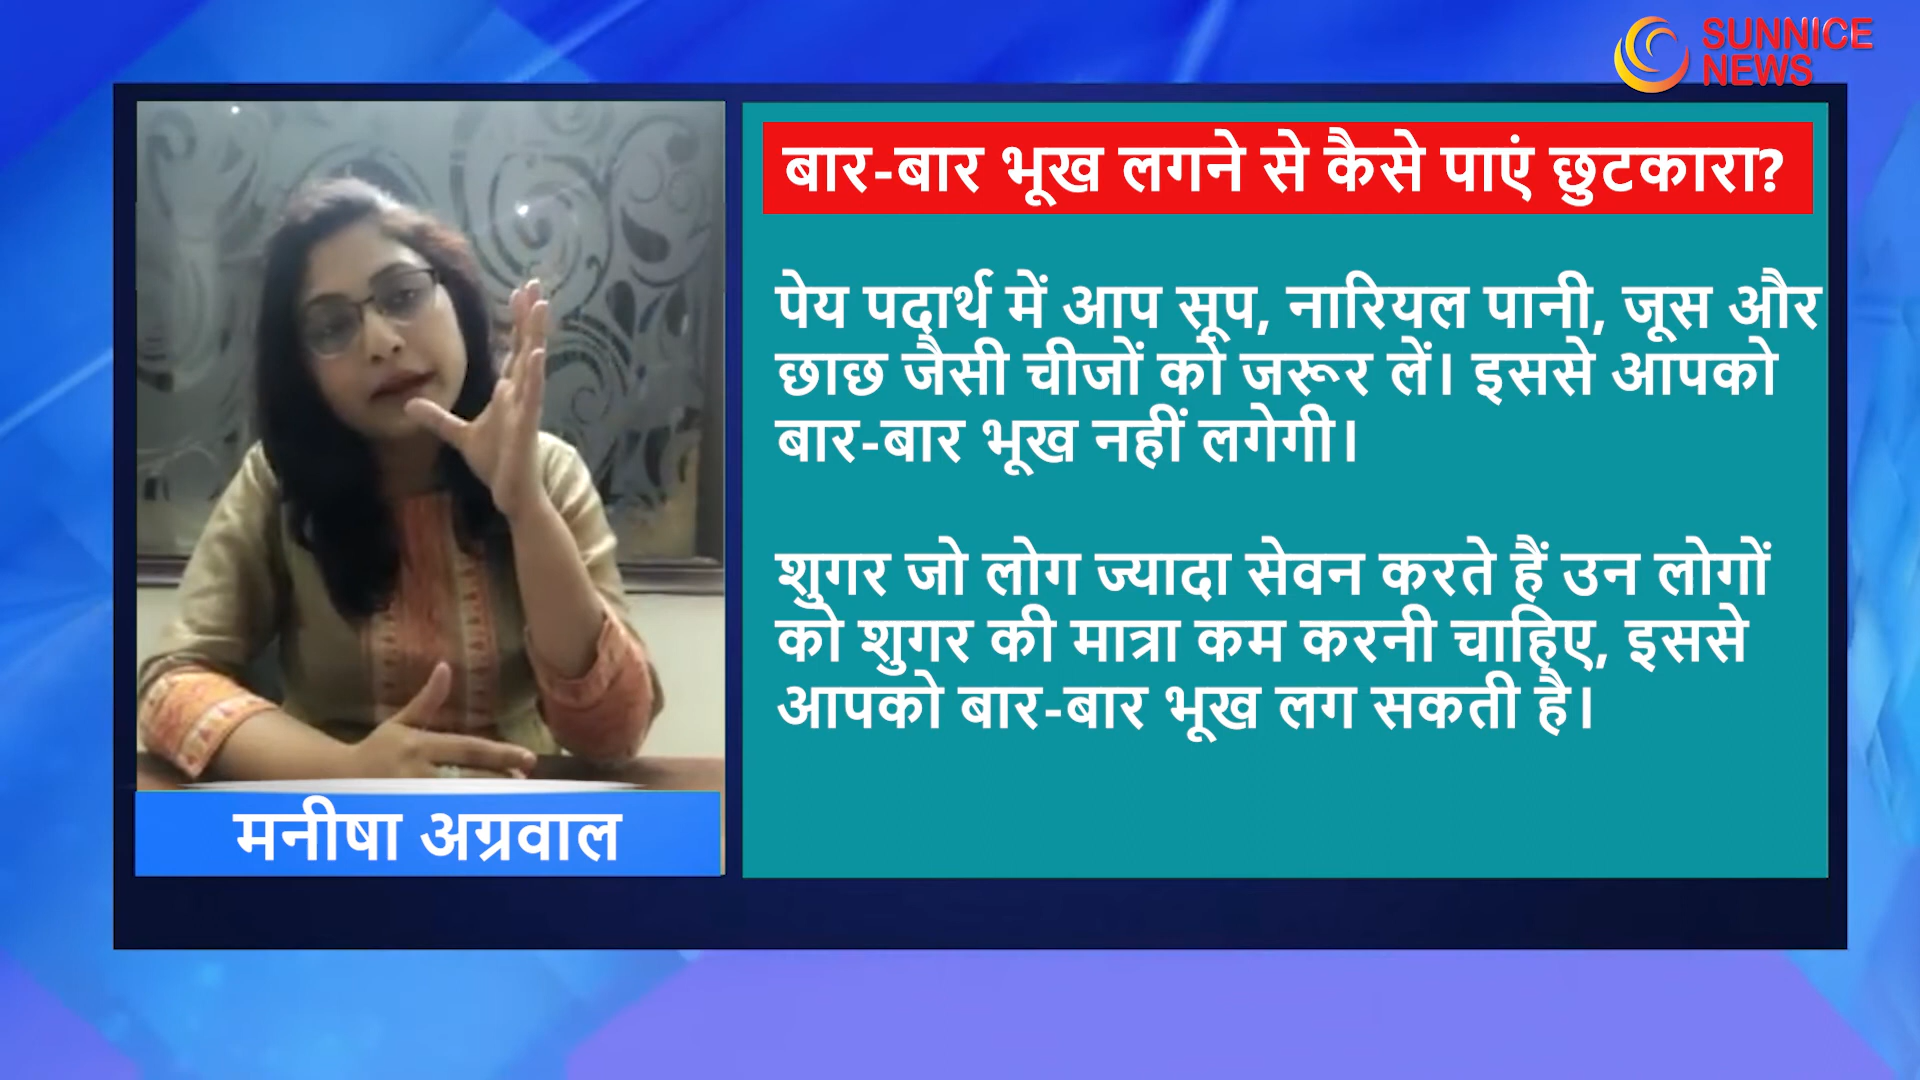 SUNNICE
NEWS
बार-बार भूख लगने से कैसे पाएं छुटकारा?
पेय पदार्थ में आप सूप, नारियल पानी, जूस और
छाछ जैसी चीजों को जरूर लें। इससे आपको
बार-बार भूख नहीं लगेगी।
शुगर जो लोग ज्यादा सेवन करते हैं उन लोगों
को शुगर की मात्रा कम करनी चाहिए, इससे
आपको बार-बार भूख लग सकती है।
मनीषा अग्रवाल